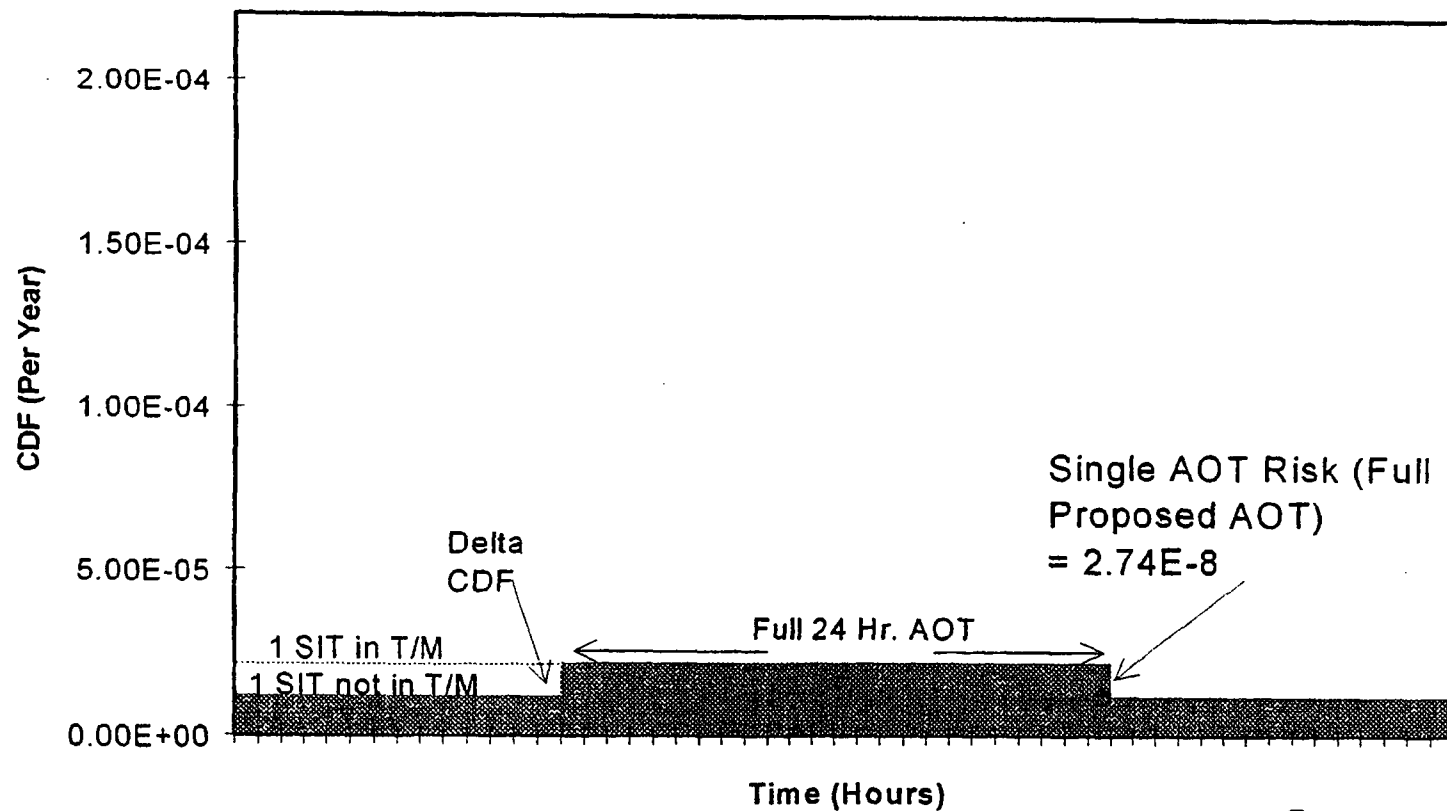 2.00E-04
1.50E-04
1.00E-04
5.00E-05
0.00E+00
CDF (Per Year)
Delta
CDF
1 SIT in T/M
1 SIT not in T/M
Full 24 Hr. AOT
Single AOT Risk (Full
Proposed AOT)
= 2.74E-8
Time (Hours)